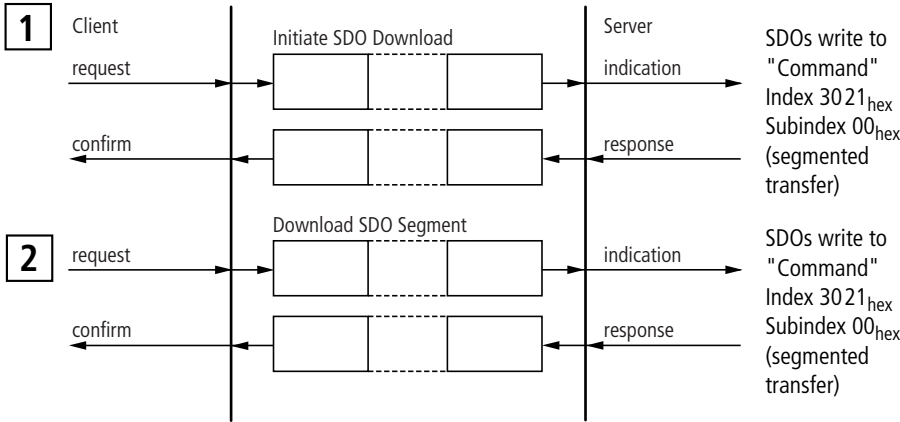 1
Client
Initiate SDO Download
Server
request
indication
confirm
response
SDOs write to
"Command"
Index 3021hex
Subindex 00hex
(segmented
transfer)
2
Download SDO Segment
request
indication
confirm
response
SDOs write to
"Command"
Index 3021hex
Subindex 00hex
(segmented
transfer)